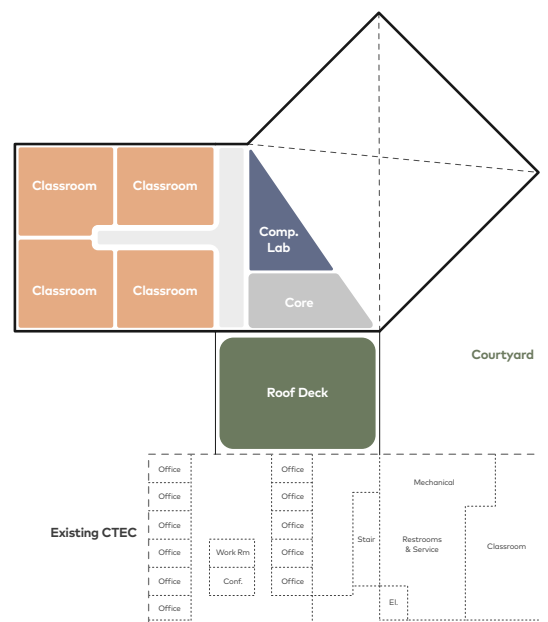 Classroom
Classroom
Comp.
Lab
Classroom
Classroom
Core
Courtyard
Roof Deck
Existing CTEC
Office
Office
Office
Office
Office
Office
Work Rm
Conf.
Office
Office
Office
Office
Office
Mechanical
Stair
Restrooms
& Service
Classroom
El.